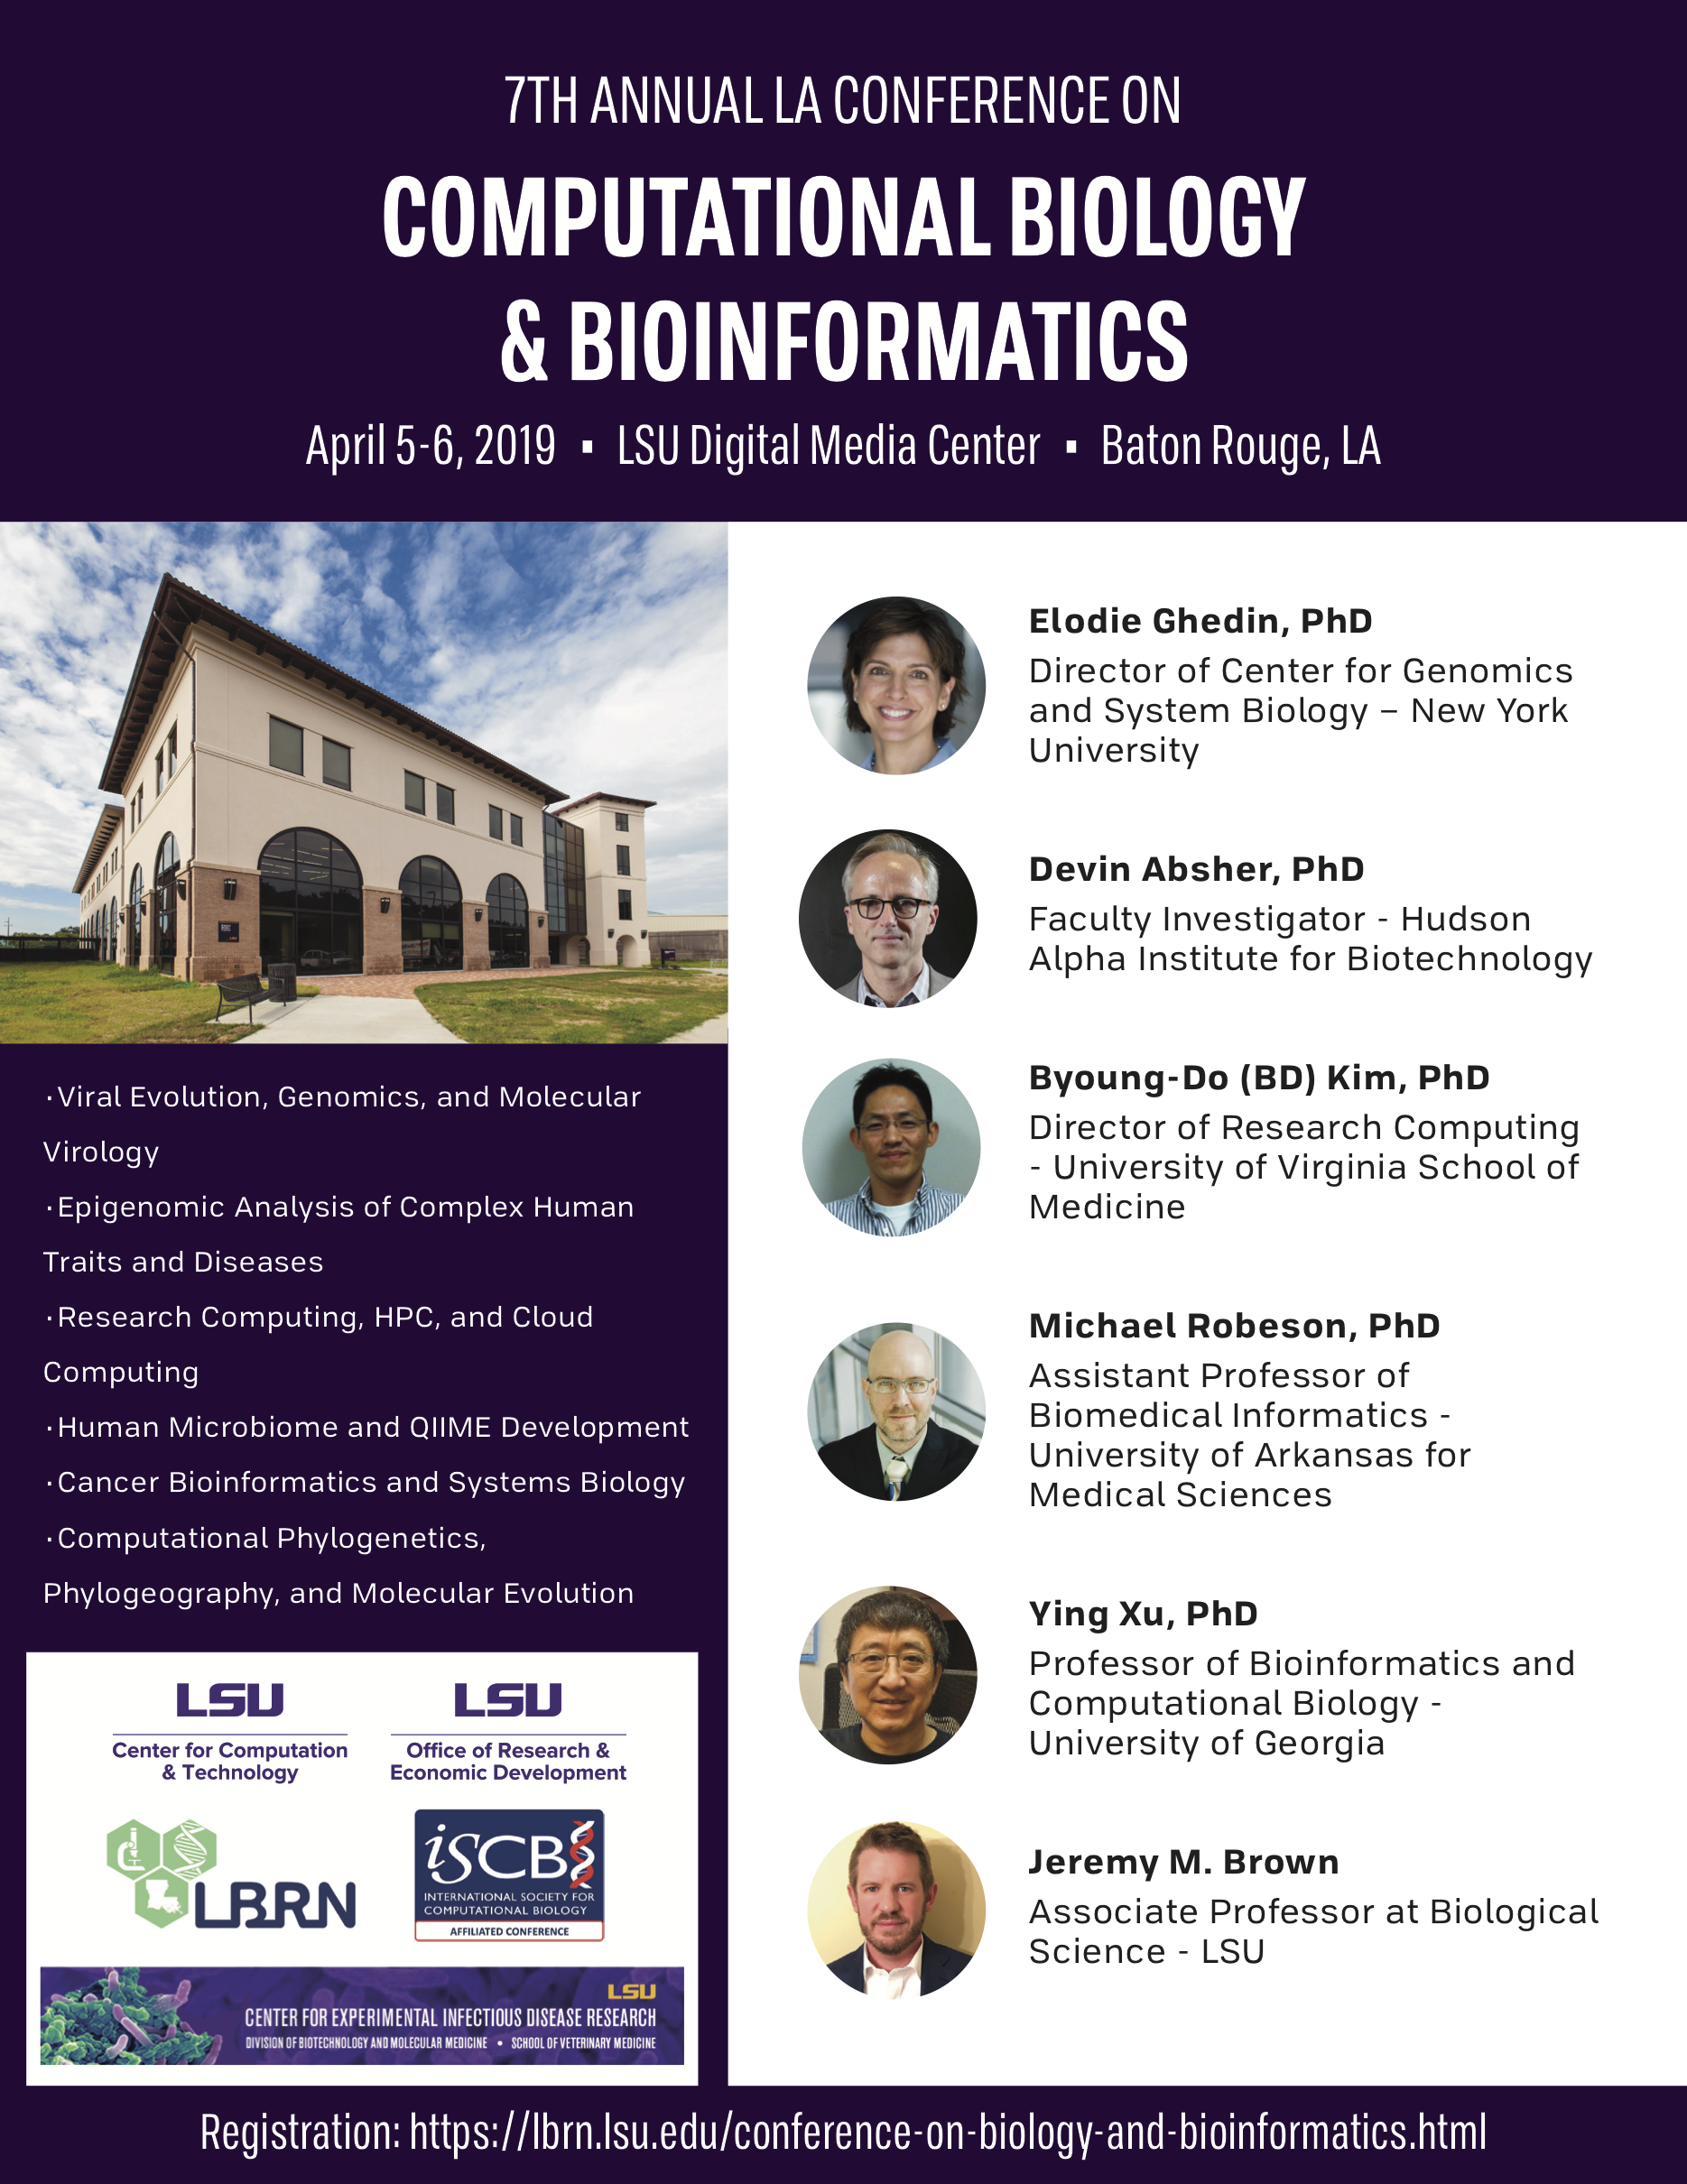 7TH ANNUAL LA CONFERENCE ON
COMPUTATIONAL BIOLOGY
& BIOINFORMATICS
April 5-6, 2019 ▪ LSU Digital Media Center ▪ Baton Rouge, LA
·Viral Evolution, Genomics, and Molecular
Virology
·Epigenomic Analysis of Complex Human
Traits and Diseases
·Research Computing, HPC, and Cloud
Computing
·Human Microbiome and QIIME Development
·Cancer Bioinformatics and Systems Biology
·Computational Phylogenetics,
Phylogeography, and Molecular Evolution
LSU
Center for Computation
& Technology
LSU
Office of Research &
Economic Development
LBRN
iSCB
INTERNATIONAL SOCIETY FOR
COMPUTATIONAL BIOLOGY
AFFILIATED CONFERENCE
LSU
CENTER FOR EXPERIMENTAL INFECTIOUS DISEASE RESEARCH
DIVISION OF BIOTECHNOLOGY AND MOLECULAR MEDICINE • SCHOOL OF VETERINARY MEDICINE
Elodie Ghedin, PhD
Director of Center for Genomics
and System Biology – New York
University
Devin Absher, PhD
Faculty Investigator - Hudson
Alpha Institute for Biotechnology
Byoung-Do (BD) Kim, PhD
Director of Research Computing
- University of Virginia School of
Medicine
Michael Robeson, PhD
Assistant Professor of
Biomedical Informatics -
University of Arkansas for
Medical Sciences
Ying Xu, PhD
Professor of Bioinformatics and
Computational Biology -
University of Georgia
Jeremy M. Brown
Associate Professor at Biological
Science - LSU
Registration: https://lbrn.lsu.edu/conference-on-biology-and-bioinformatics.html